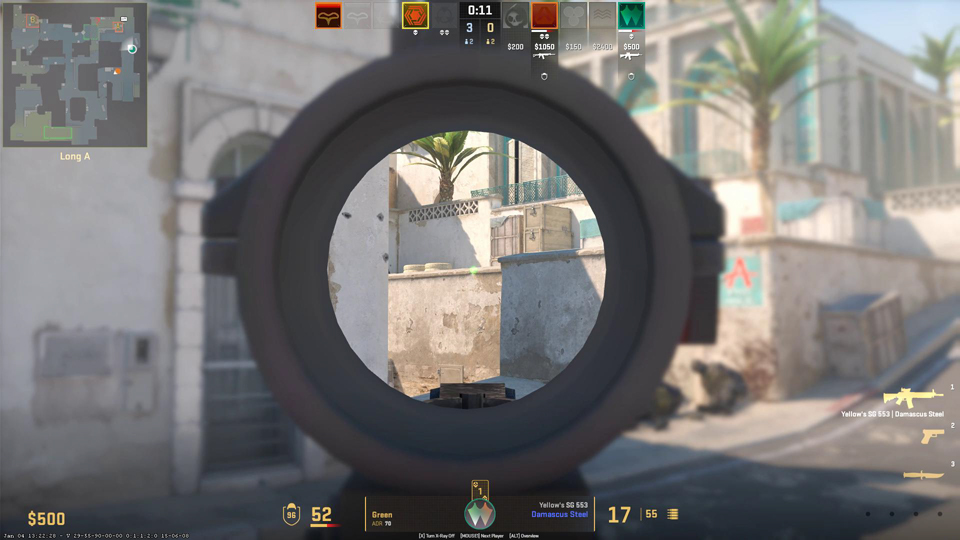 0:11
3 0
2 2
$200 $1050 $150 $2400 $500
Long A
A
1
Yellow's SG 553 | Damascus Steel
2
3
1
$500
96 52
Green
ADR 70
Yellow's SG 553
Damascus Steel
17 | 55
[X] Turn X-Ray Off [MOUSE1] Next Player [ALT] Overview